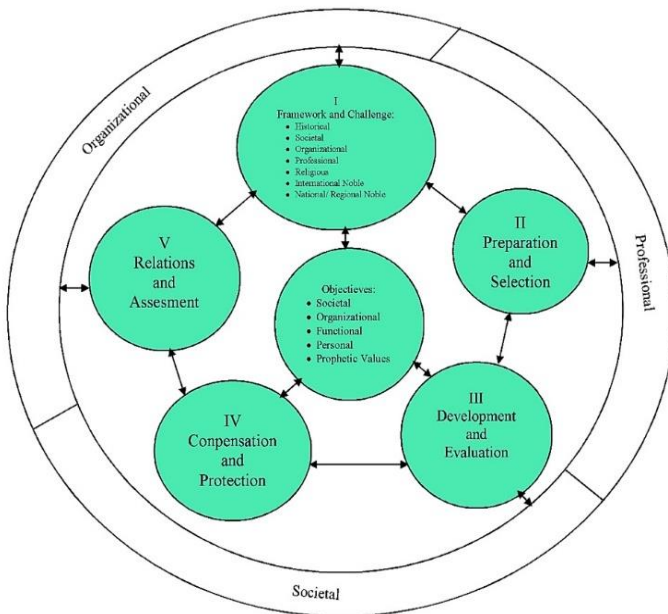 Organizational
I
Framework and Challenge:
• Historical
• Societal
• Organizational
• Professional
• Religious
• International Noble
• National/ Regional Noble
II
Preparation
and
Selection
Professional
V
Relations
and
Assesment
Objectieves:
• Societal
• Organizational
• Functional
• Personal
• Prophetic Values
III
Development
and
Evaluation
IV
Conpensation
and
Protection
Societal